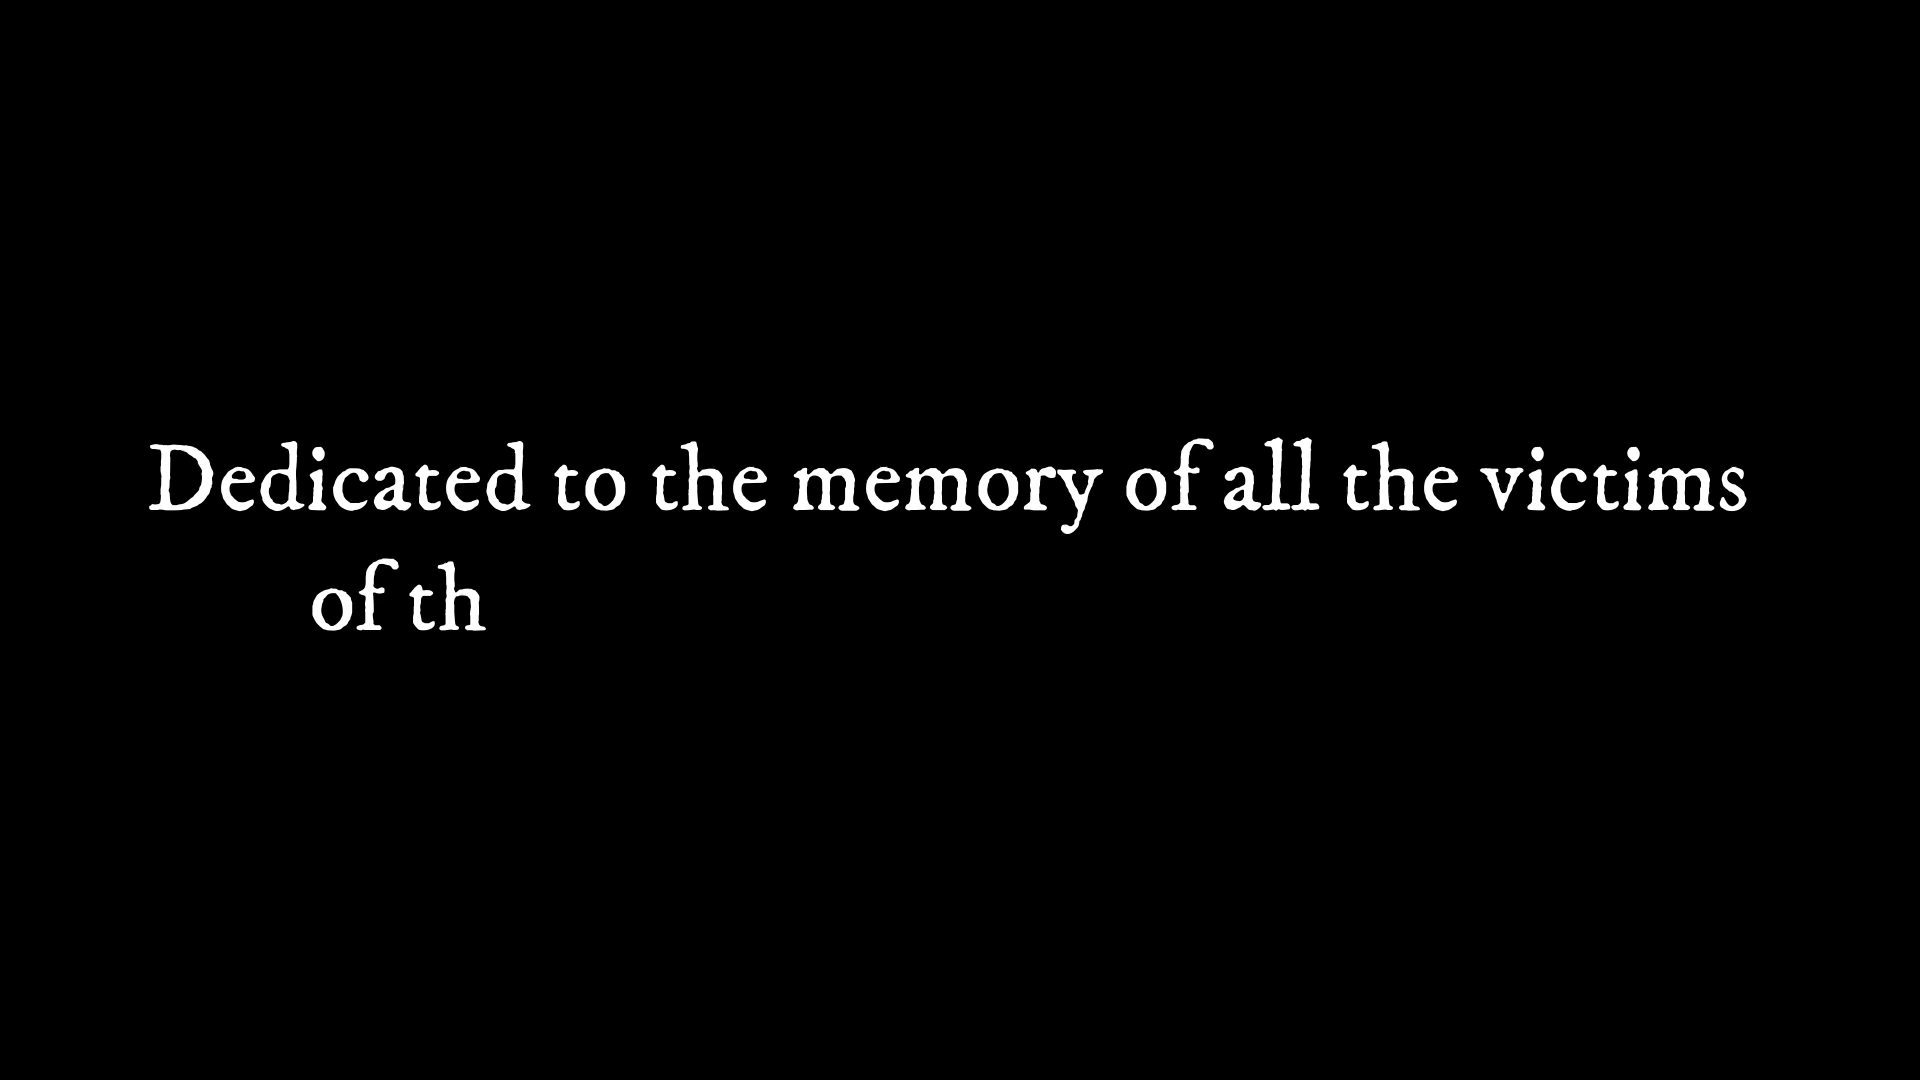 Dedicated to the memory of all the victims
of th